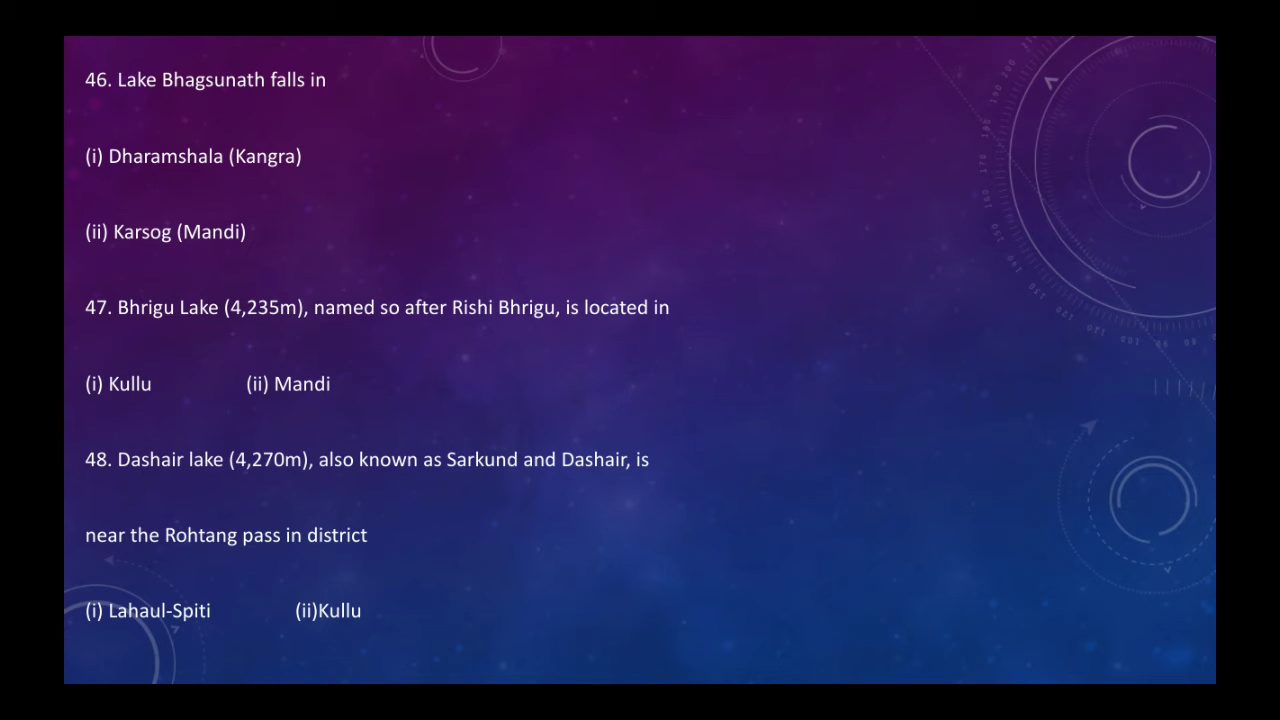 46. Lake Bhagsunath falls in
(i) Dharamshala (Kangra)
(ii) Karsog (Mandi)
47. Bhrigu Lake (4,235m), named so after Rishi Bhrigu, is located in
(i) Kullu (ii) Mandi
48. Dashair lake (4,270m), also known as Sarkund and Dashair, is
near the Rohtang pass in district
(i) Lahaul-Spiti (ii)Kullu